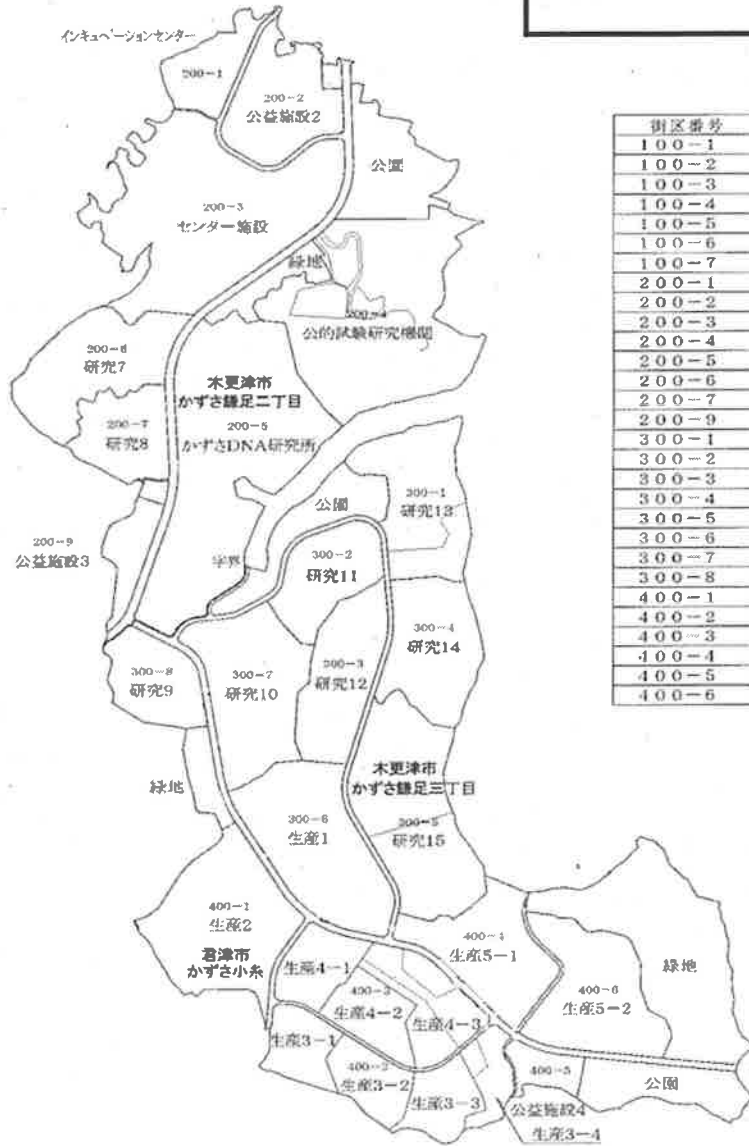 インキュベーションセンター
200-1
200-2
公益施設2
公園
200-3
センター施設
緑地
200-4
公的試験研究機関
200-6
研究7
木更津市
かずさ鎌足二丁目
200-7
研究8
200-5
かずさDNA研究所
公園
300-1
研究13
200-9
公益施設3
字界
300-2
研究11
300-4
研究14
300-8
研究9
300-7
研究10
300-3
研究12
緑地
木更津市
かずさ鎌足三丁目
300-6
生産1
300-5
研究15
400-1
生産2
君津市
かずさ小糸
400-4
生産5-1
緑地
生産4-1
400-3
生産4-2
生産4-3
400-6
生産5-2
生産3-1
400-2
生産3-2
生産3-3
400-5
公益施設4
公園
生産3-4
街区番号
100-1
100-2
100-3
100-4
100-5
100-6
100-7
200-1
200-2
200-3
200-4
200-5
200-6
200-7
200-9
300-1
300-2
300-3
300-4
300-5
300-6
300-7
300-8
400-1
400-2
400-3
400-4
400-5
400-6